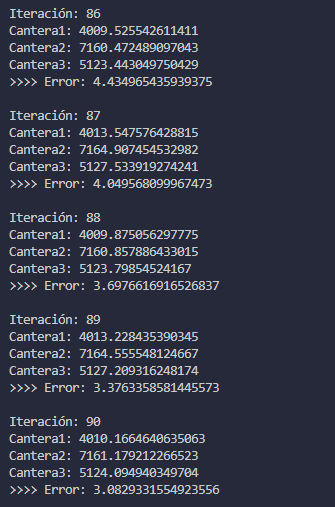 Iteración: 86
Cantera1: 4009.525542611411
Cantera2: 7160.472489097043
Cantera3: 5123.443049750429
>>>> Error: 4.434965435939375
Iteración: 87
Cantera1: 4013.547576428815
Cantera2: 7164.907454532982
Cantera3: 5127.533919274241
>>>> Error: 4.049568099967473
Iteración: 88
Cantera1: 4009.875056297775
Cantera2: 7160.857886433015
Cantera3: 5123.79854524167
>>>> Error: 3.6976616916526837
Iteración: 89
Cantera1: 4013.228435390345
Cantera2: 7164.555548124667
Cantera3: 5127.209316248174
>>>> Error: 3.3763358581445573
Iteración: 90
Cantera1: 4010.1664640635063
Cantera2: 7161.179212266523
Cantera3: 5124.094940349704
>>>> Error: 3.0829331554923556